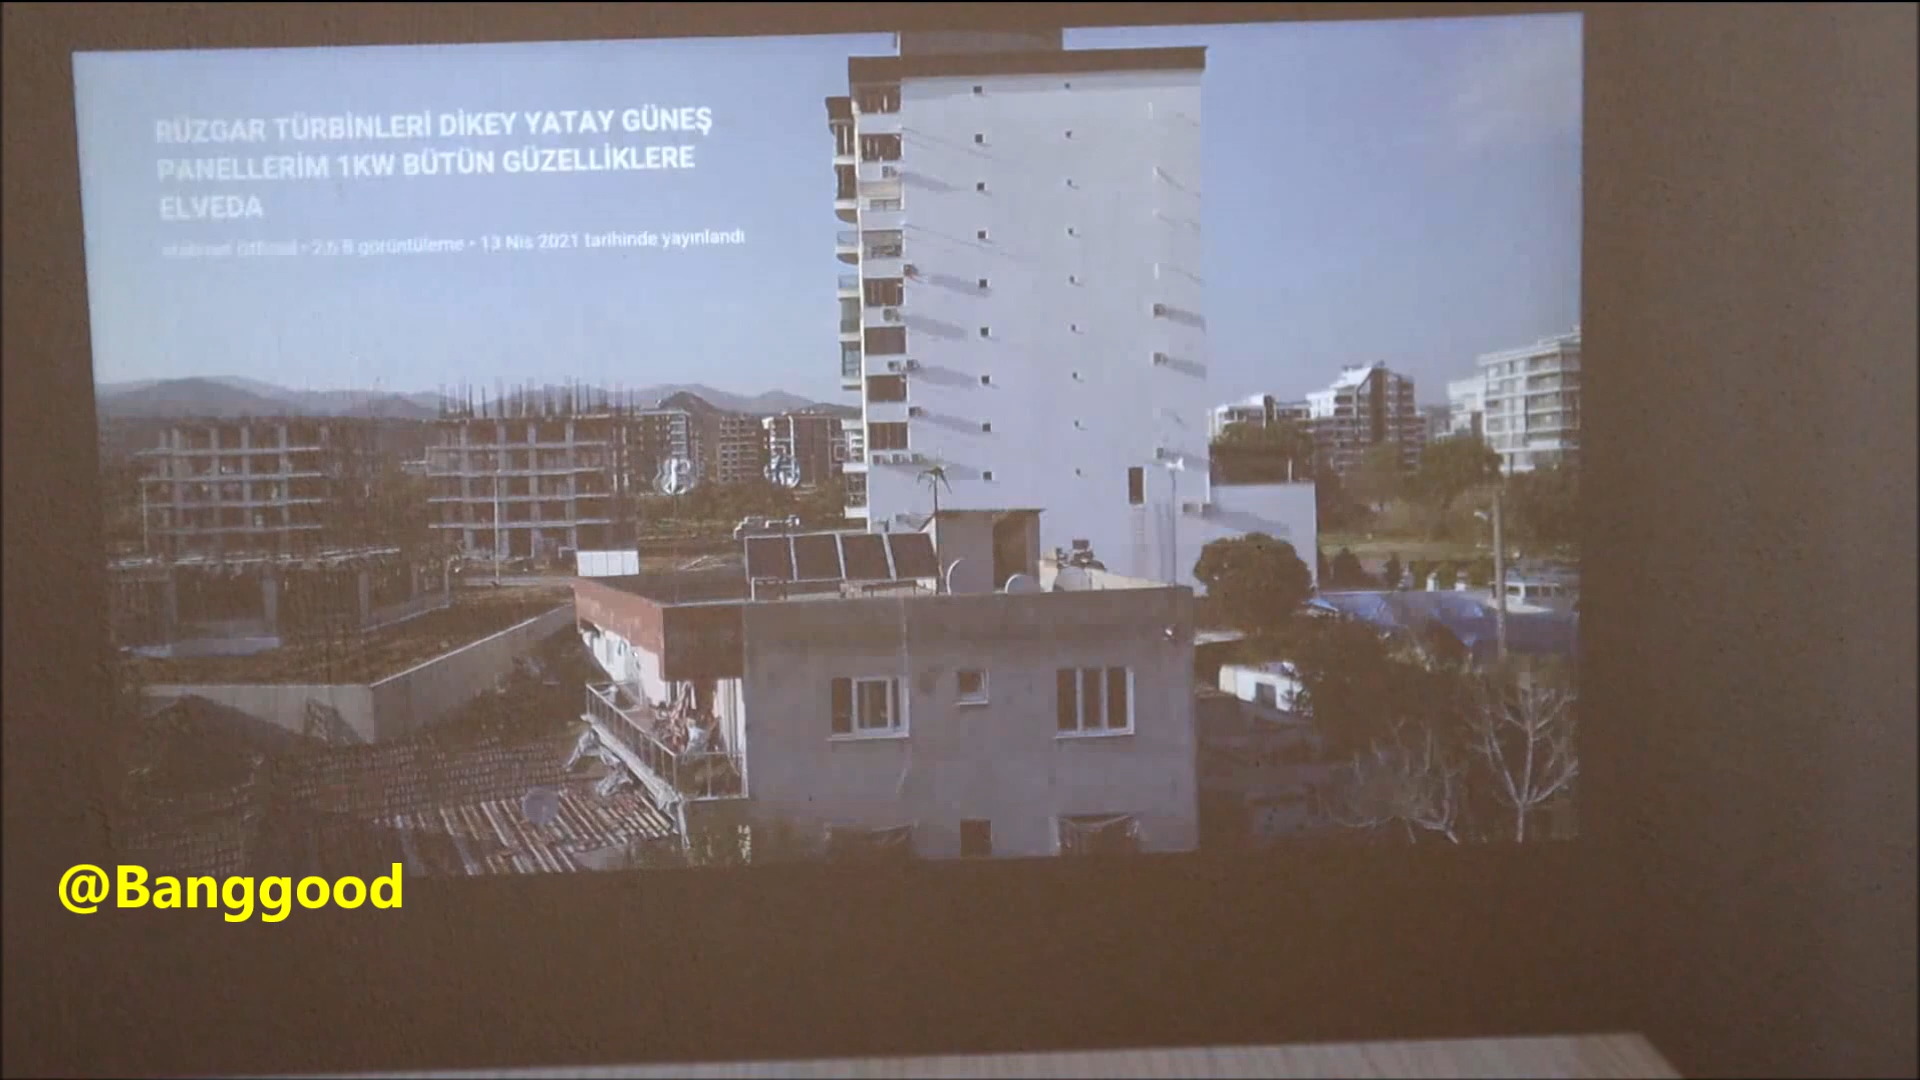 RÜZGAR TÜRBİNLERİ DİKEY YATAY GÜNEŞ
PANELLERİM 1KW BÜTÜN GÜZELLİKLERE
ELVEDA
• 2,6 B görüntüleme • 13 Nis 2021 tarihinde yayınlandı
@Banggood